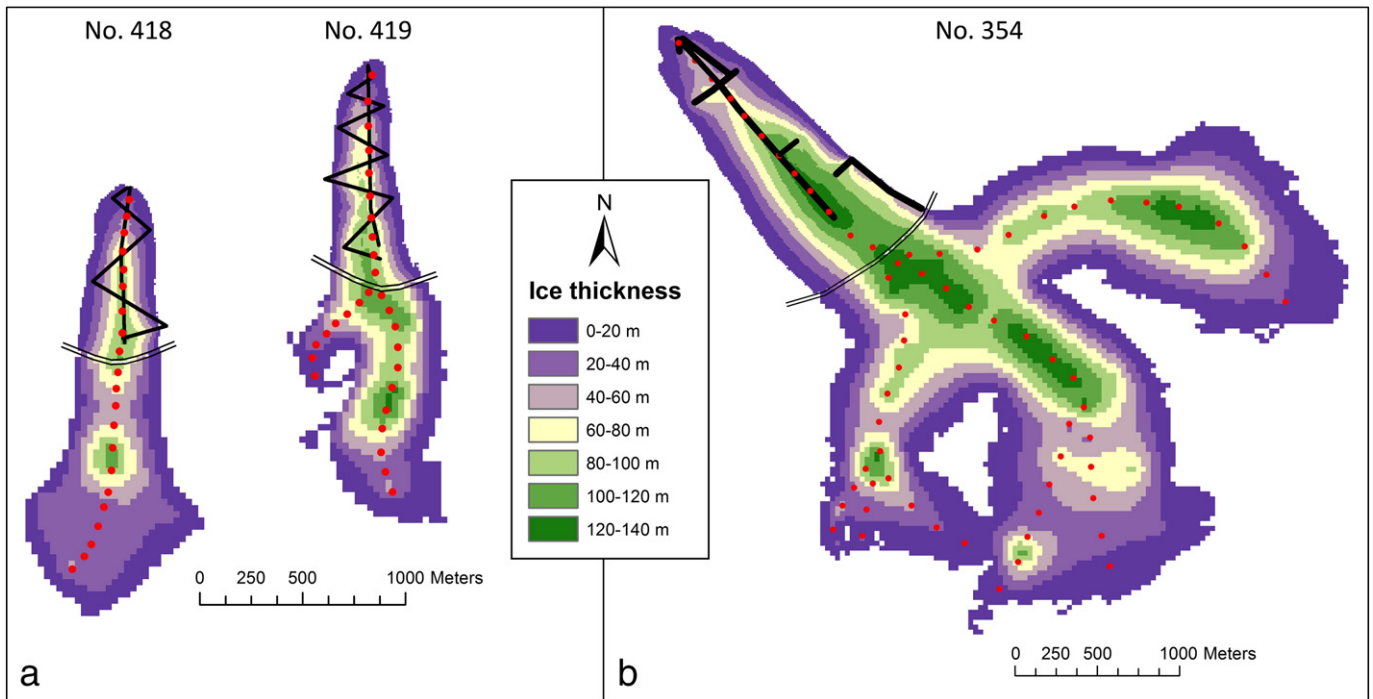 No. 418
No. 419
No. 354
N
Ice thickness
0-20 m
20-40 m
40-60 m
60-80 m
80-100 m
100-120 m
120-140 m
0 250 500 1000 Meters
0 250 500 1000 Meters
a
b